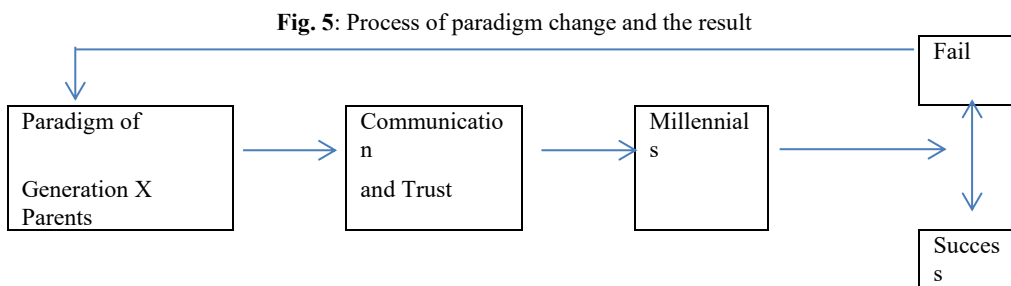 Fig. 5: Process of paradigm change and the result
Fail
Paradigm of
Generation X
Parents
Communicatio
n
and Trust
Millennial
s
Succes
s